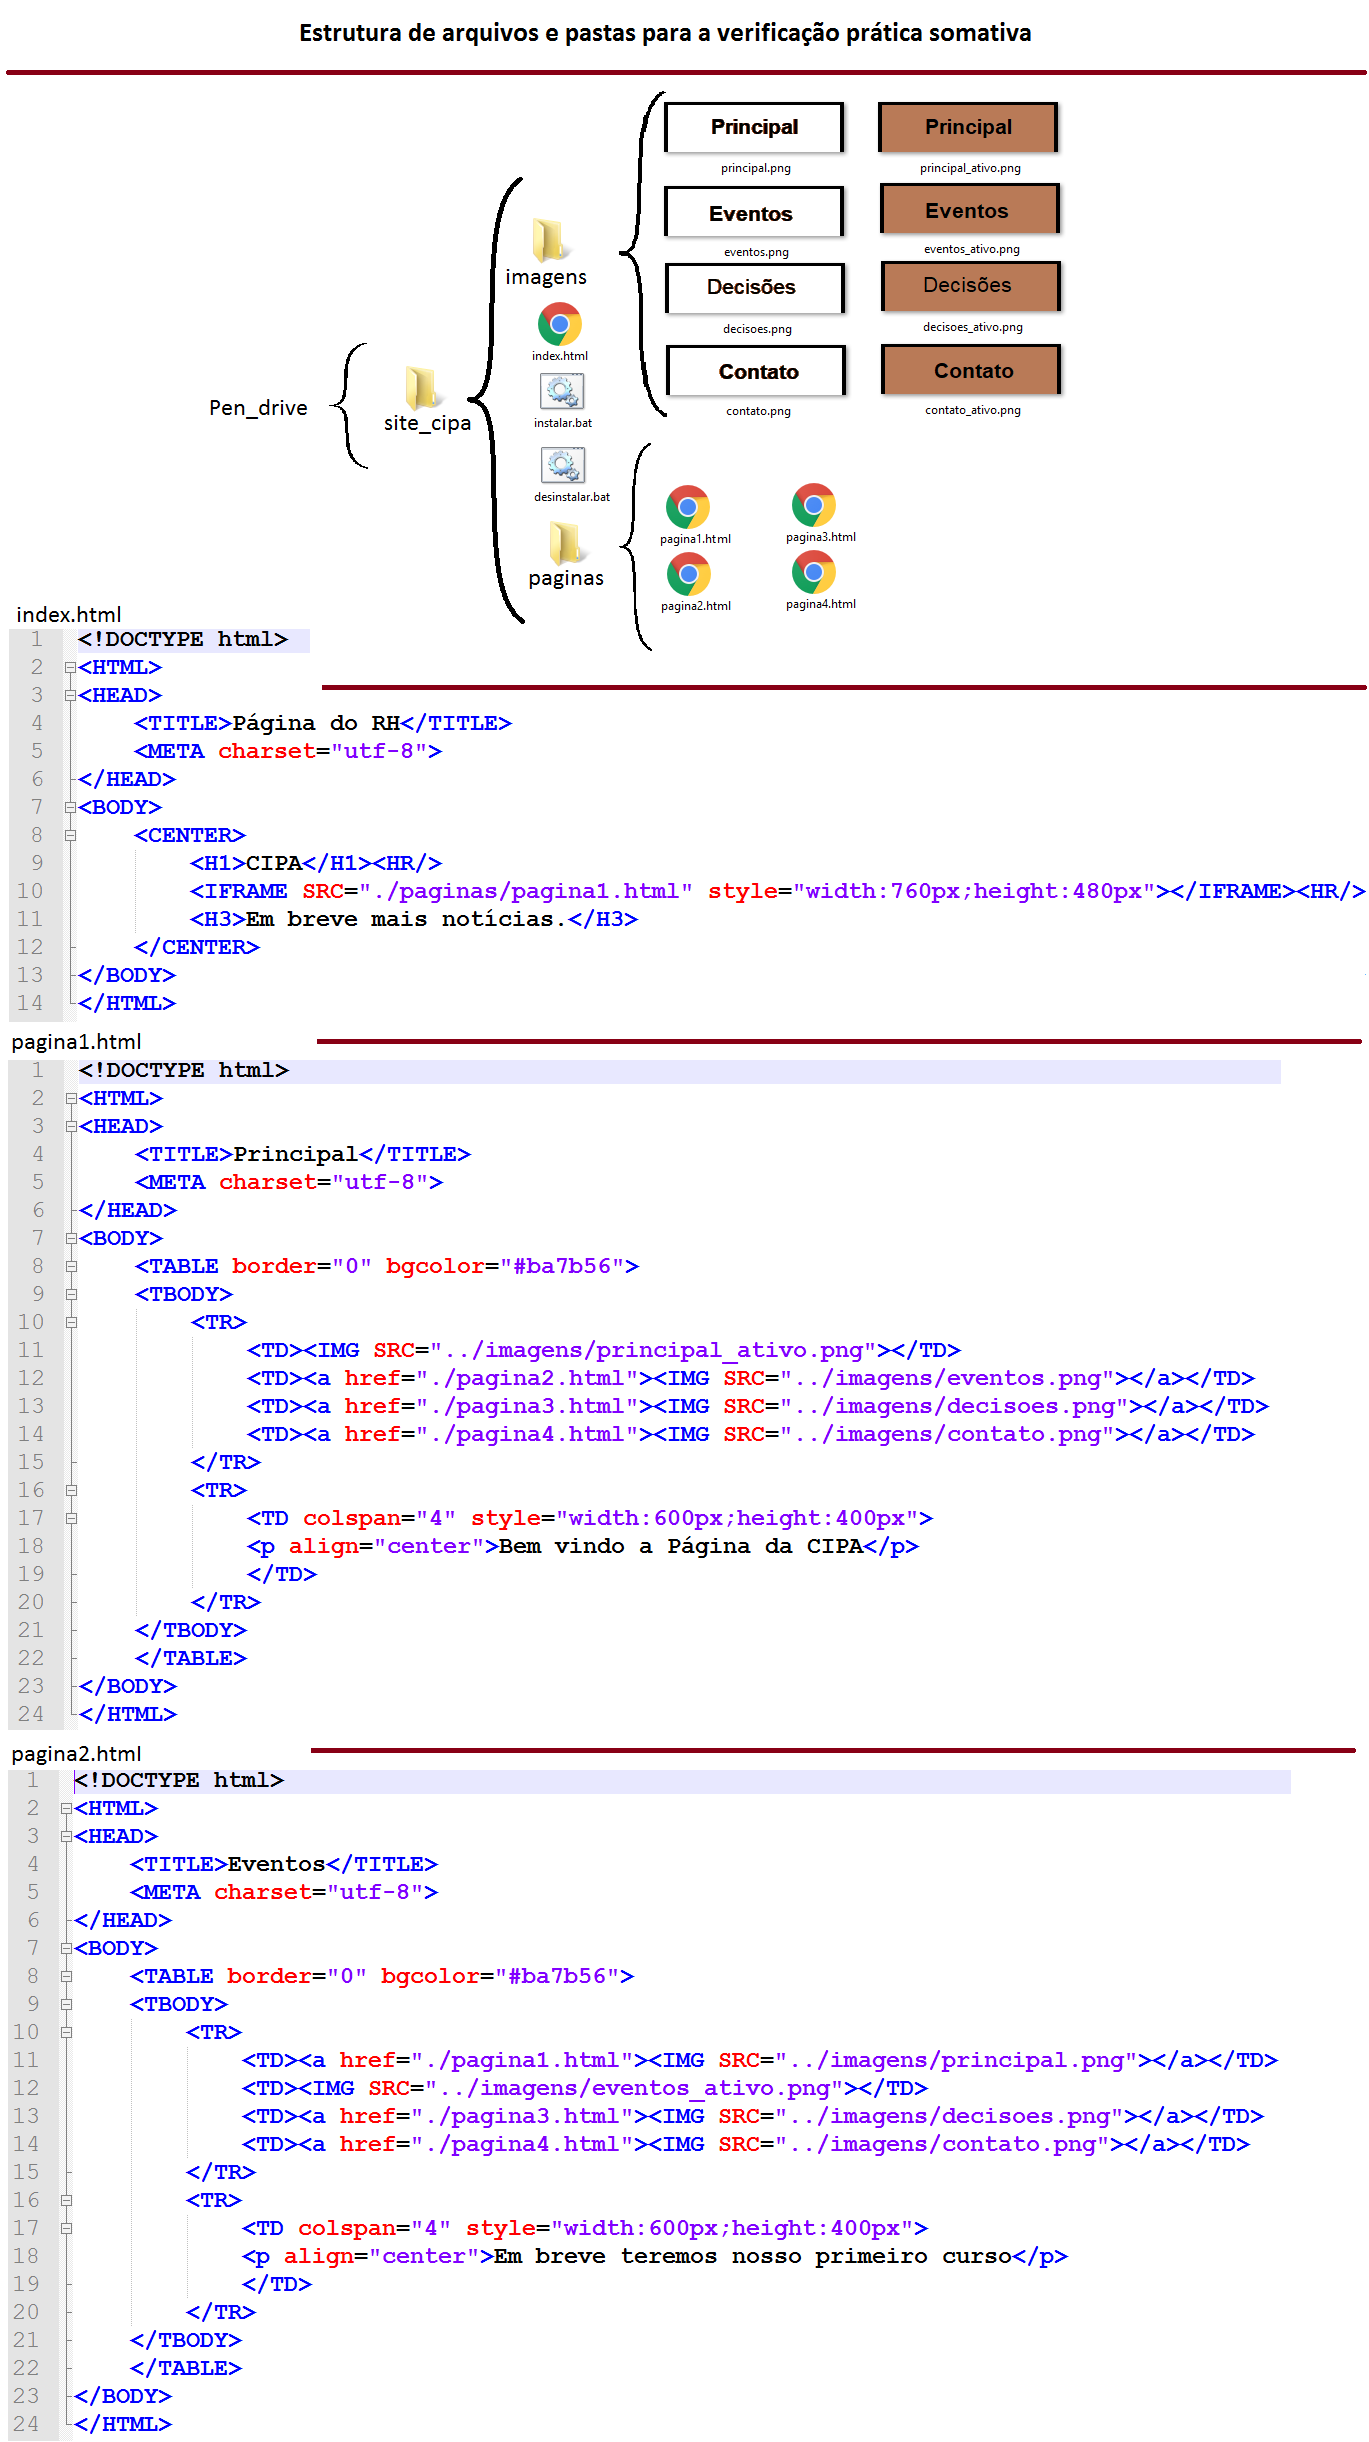 Estrutura de arquivos e pastas para a verificação prática somativa
Principal
principal.png
Principal
principal_ativo.png
Eventos
eventos.png
Eventos
eventos_ativo.png
Decisões
decisoes.png
Decisões
decisoes_ativo.png
Contato
contato.png
Contato
contato_ativo.png
imagens
index.html
instalar.bat
desinstalar.bat
paginas
Pen_drive
site_cipa
pagina1.html
pagina3.html
pagina2.html
pagina4.html
index.html
1 <!DOCTYPE html>
2 <HTML>
3 <HEAD>
4 <TITLE>Página do RH</TITLE>
5 <META charset="utf-8">
6 </HEAD>
7 <BODY>
8 <CENTER>
9 <H1>CIPA</H1><HR/>
10 <IFRAME SRC="./paginas/pagina1.html" style="width:760px;height:480px"></IFRAME><HR/>
11 <H3>Em breve mais notícias.</H3>
12 </CENTER>
13 </BODY>
14 </HTML>
pagina1.html
1 <!DOCTYPE html>
2 <HTML>
3 <HEAD>
4 <TITLE>Principal</TITLE>
5 <META charset="utf-8">
6 </HEAD>
7 <BODY>
8 <TABLE border="0" bgcolor="#ba7b56">
9 <TBODY>
10 <TR>
11 <TD><IMG SRC="../imagens/principal_ativo.png"></TD>
12 <TD><a href="./pagina2.html"><IMG SRC="../imagens/eventos.png"></a></TD>
13 <TD><a href="./pagina3.html"><IMG SRC="../imagens/decisoes.png"></a></TD>
14 <TD><a href="./pagina4.html"><IMG SRC="../imagens/contato.png"></a></TD>
15 </TR>
16 <TR>
17 <TD colspan="4" style="width:600px;height:400px">
18 <p align="center">Bem vindo a Página da CIPA</p>
19 </TD>
20 </TR>
21 </TBODY>
22 </TABLE>
23 </BODY>
24 </HTML>
pagina2.html
1 <!DOCTYPE html>
2 <HTML>
3 <HEAD>
4 <TITLE>Eventos</TITLE>
5 <META charset="utf-8">
6 </HEAD>
7 <BODY>
8 <TABLE border="0" bgcolor="#ba7b56">
9 <TBODY>
10 <TR>
11 <TD><a href="./pagina1.html"><IMG SRC="../imagens/principal.png"></a></TD>
12 <TD><IMG SRC="../imagens/eventos_ativo.png"></TD>
13 <TD><a href="./pagina3.html"><IMG SRC="../imagens/decisoes.png"></a></TD>
14 <TD><a href="./pagina4.html"><IMG SRC="../imagens/contato.png"></a></TD>
15 </TR>
16 <TR>
17 <TD colspan="4" style="width:600px;height:400px">
18 <p align="center">Em breve teremos nosso primeiro curso</p>
19 </TD>
20 </TR>
21 </TBODY>
22 </TABLE>
23 </BODY>
24 </HTML>